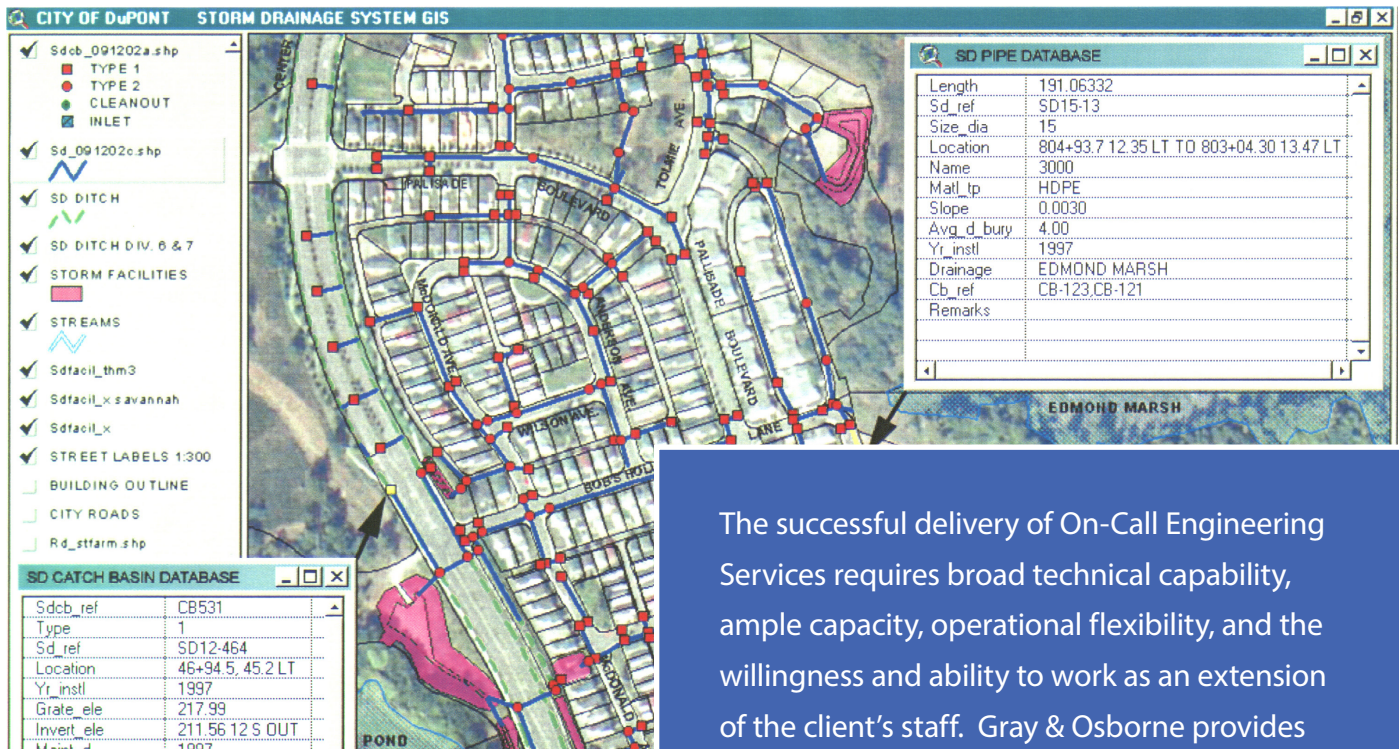 CITY OF DuPONT STORM DRAINAGE SYSTEM GIS
Sdcb_091202a.shp
TYPE 1
TYPE 2
CLEANOUT
INLET
Sd_091202c.shp
SD DITCH
SD DITCH DIV. 6 & 7
STORM FACILITIES
STREAMS
Sdfacil_thm3
Sdfacil_x savannah
Sdfacil_x
STREET LABELS 1:300
BUILDING OUTLINE
CITY ROADS
Rd_stfarm.shp
CENTER
PALISADE
BOULEVARD
TOLMIE AVE.
PALLISADE
BOULEVARD
McDONALD AVE.
ANDERSON
AVE.
WILSON AVE.
LANE
BOB'S HOLL
McDONALD
POND
EDMOND MARSH
SD PIPE DATABASE
Length 191.06332
Sd_ref SD15-13
Size_dia 15
Location 804+93.7 12.35 LT TO 803+04.30 13.47 LT
Name 3000
Matl_tp HDPE
Slope 0.0030
Avg_d_bury 4.00
Yr_instl 1997
Drainage EDMOND MARSH
Cb_ref CB-123,CB-121
Remarks
SD CATCH BASIN DATABASE
Sdcb_ref CB531
Type 1
Sd_ref SD12-464
Location 46+94.5, 45.2 LT
Yr_instl 1997
Grate_ele 217.99
Invert_ele 211.56 12 S OUT
The successful delivery of On-Call Engineering
Services requires broad technical capability,
ample capacity, operational flexibility, and the
willingness and ability to work as an extension
of the client's staff. Gray & Osborne provides